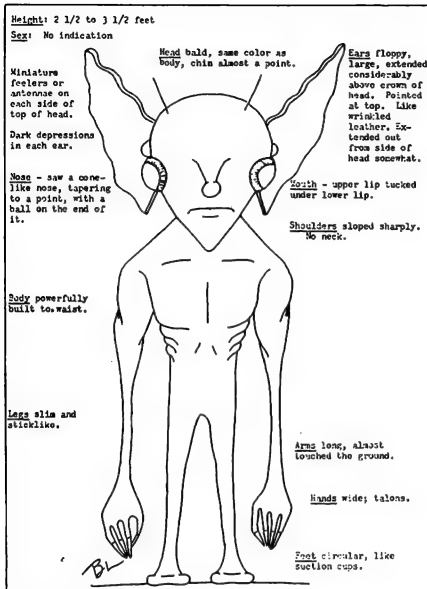 Height: 2 1/2 to 3 1/2 feet
Sex: No indication
Head bald, same color as
body, chin almost a point.
Ears floppy,
large, extended
considerably
above crown of
head. Pointed
at top. Like
wrinkled
leather. Ex-
tended out
from side of
head somewhat.
Miniature
feelers or
antennae on
each side of
top of head.
Dark depressions
in each ear.
Nose - saw a cone-
like nose, tapering
to a point, with a
ball on the end of
it.
Mouth - upper lip tucked
under lower lip.
Shoulders sloped sharply.
No neck.
Body powerfully
built to waist.
Legs slim and
sticklike.
Arms long, almost
touched the ground.
Hands wide; talons.
Feet circular, like
suction cups.
BL